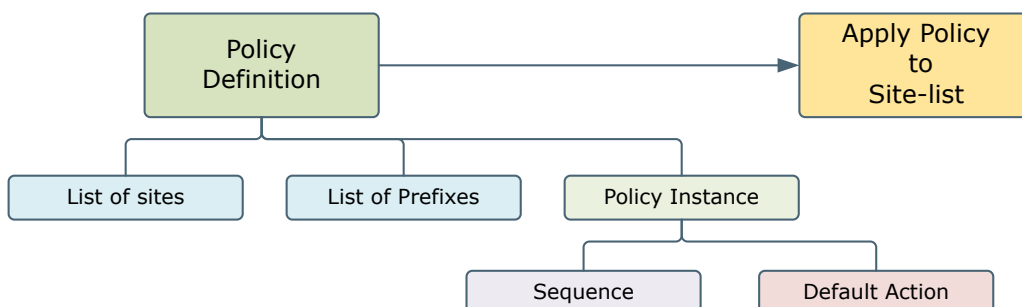 Policy
Definition
Apply Policy
to
Site-list
List of sites
List of Prefixes
Policy Instance
Sequence
Default Action